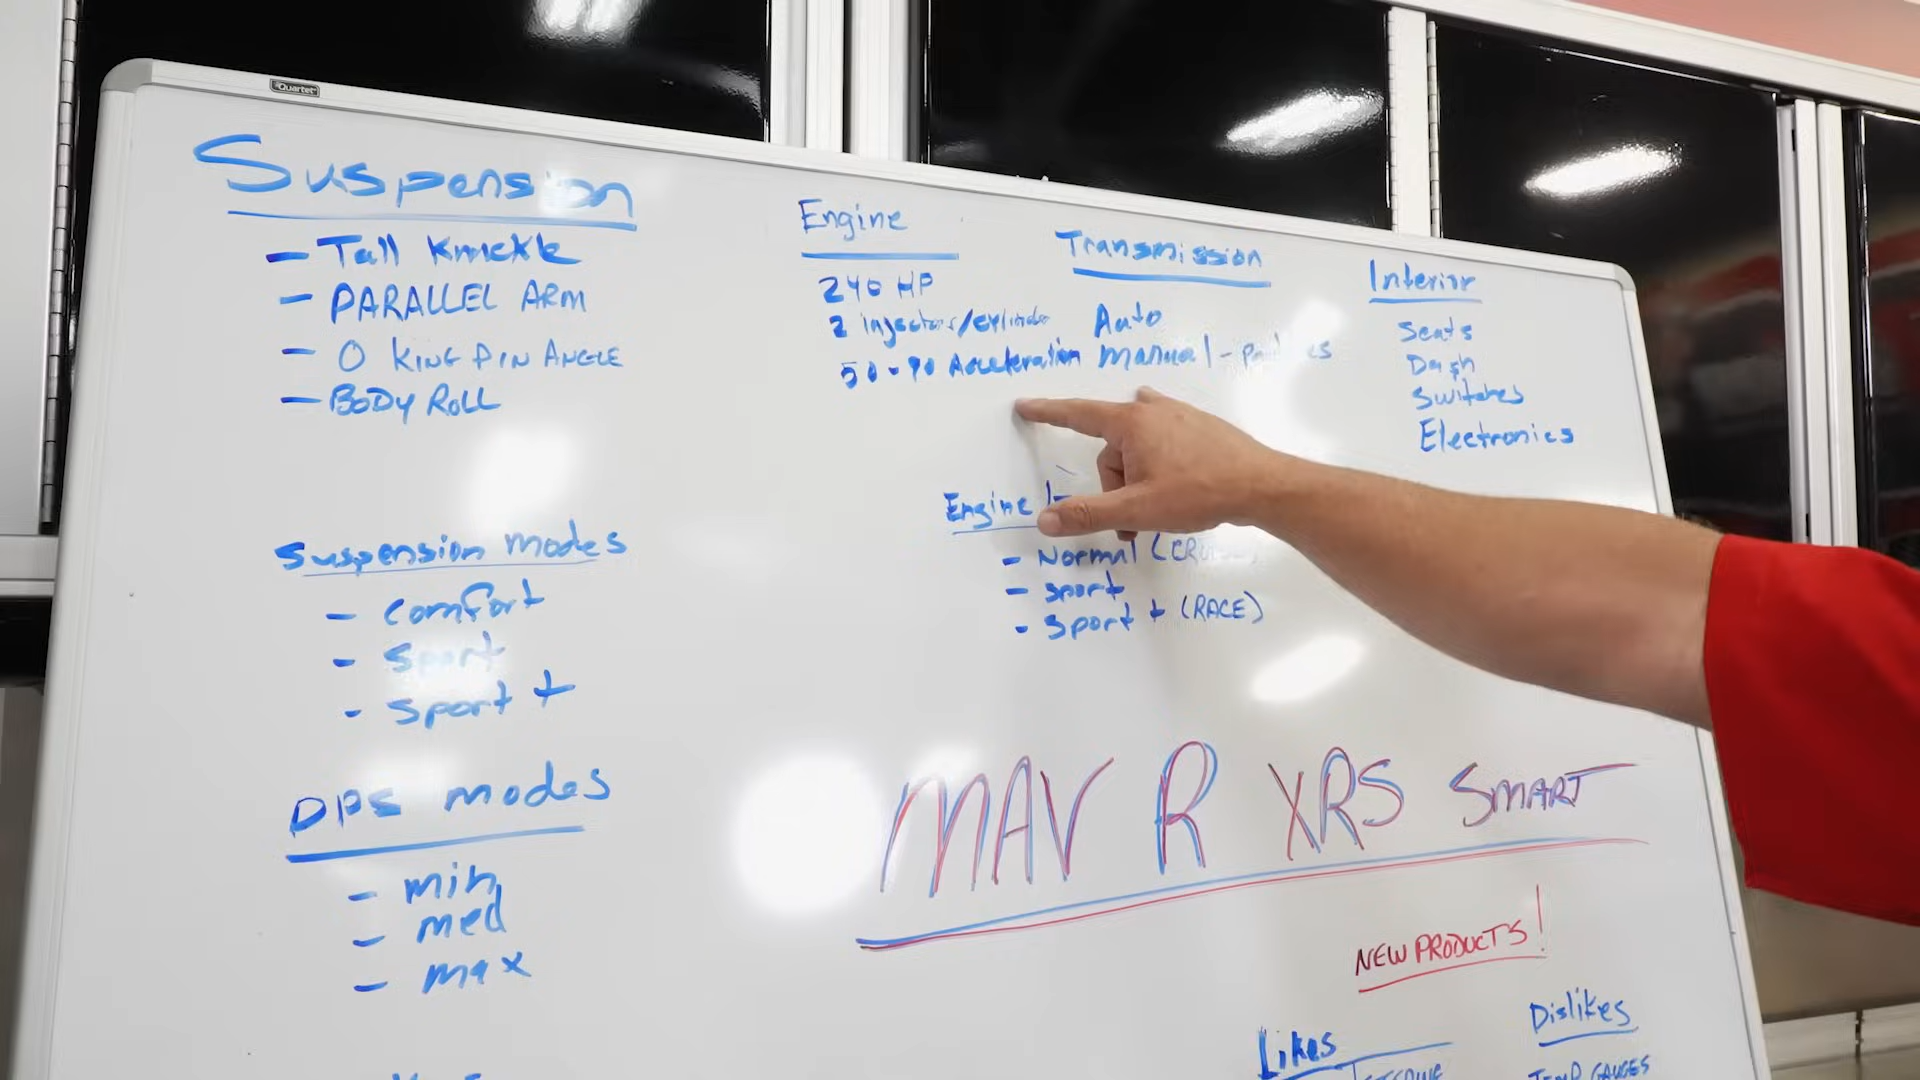 Quartet
Suspension
- Tall Knuckle
- PARALLEL ARM
- O KING PIN ANGLE
- BODY ROLL
Suspension modes
- comfort
- Sport
- Sport +
DPS modes
- min
- med
- max
Engine
240 HP
2 injectors/cylinder
50-90 Acceleration
Transmission
Auto
manual -
Interior
Seats
Dash
Switches
Electronics
Engine
- Normal
- Sport
- Sport + (RACE)
MAV R XRS SMART
NEW PRODUCTS!
Likes
Dislikes
TEMP GAUGES